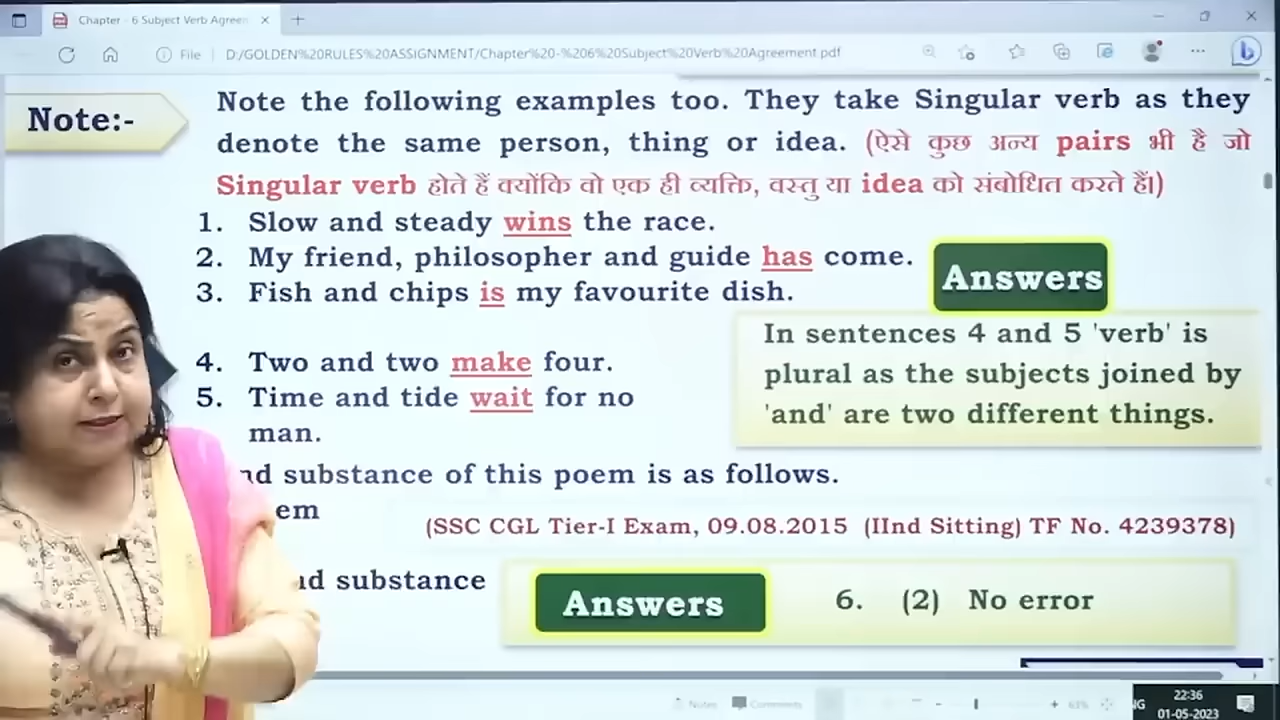 Chapter - 6 Subject Verb Agreen
File D:/GOLDEN%20RULES%20ASSIGNMENT/Chapter%20-%206%20Subject%20Verb%20Agreement.pdf
Note:-
Note the following examples too. They take Singular verb as they
denote the same person, thing or idea. (ऐसे कुछ अन्य pairs भी है जो
Singular verb होते हैं क्योंकि वो एक ही व्यक्ति, वस्तु या idea को संबोधित करते हैं।)
1. Slow and steady wins the race.
2. My friend, philosopher and guide has come.
3. Fish and chips is my favourite dish.
Answers
4. Two and two make four.
5. Time and tide wait for no
man.
In sentences 4 and 5 'verb' is
plural as the subjects joined by
'and' are two different things.
nd substance of this poem is as follows.
em
(SSC CGL Tier-I Exam, 09.08.2015 (IInd Sitting) TF No. 4239378)
nd substance
Answers
6. (2) No error
Notes Comments 63%
NG 22:36
01-05-2023